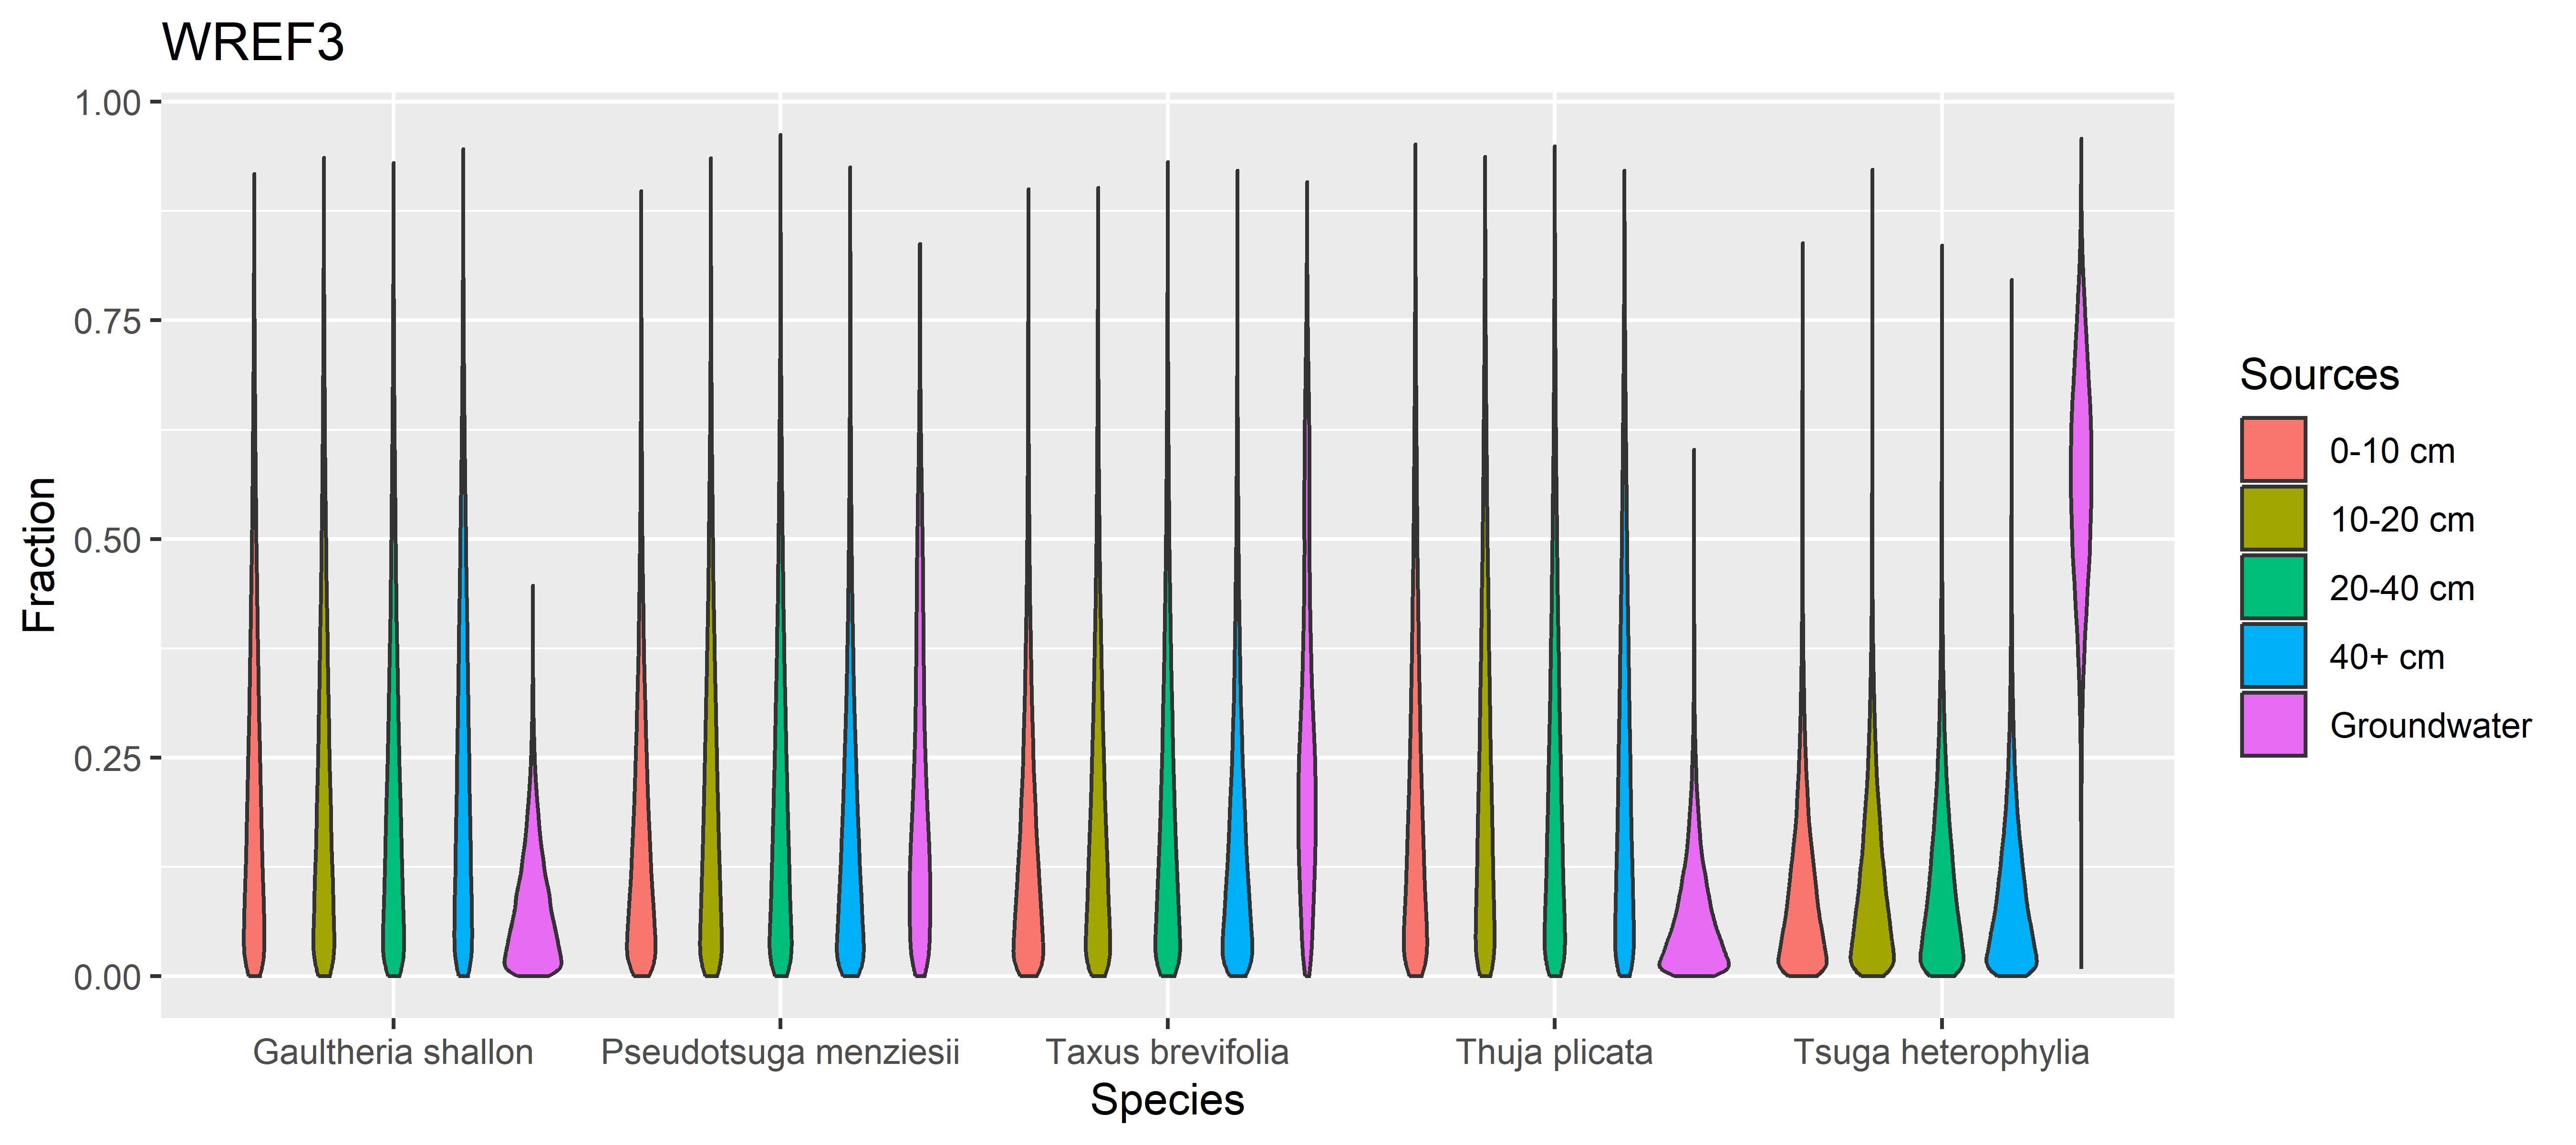 WREF3
1.00
0.75
0.50
0.25
0.00
Fraction
Gaultheria shallon
Pseudotsuga menziesii
Taxus brevifolia
Thuja plicata
Tsuga heterophylia
Species
Sources
0-10 cm
10-20 cm
20-40 cm
40+ cm
Groundwater